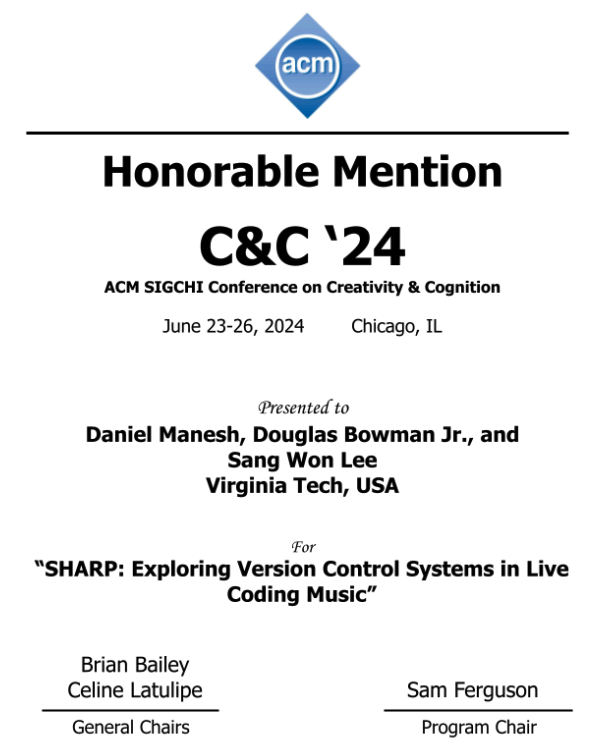 acm
Honorable Mention
C&C ‘24
ACM SIGCHI Conference on Creativity & Cognition
June 23-26, 2024 Chicago, IL
Presented to
Daniel Manesh, Douglas Bowman Jr., and
Sang Won Lee
Virginia Tech, USA
For
“SHARP: Exploring Version Control Systems in Live
Coding Music”
Brian Bailey
Celine Latulipe
General Chairs
Sam Ferguson
Program Chair